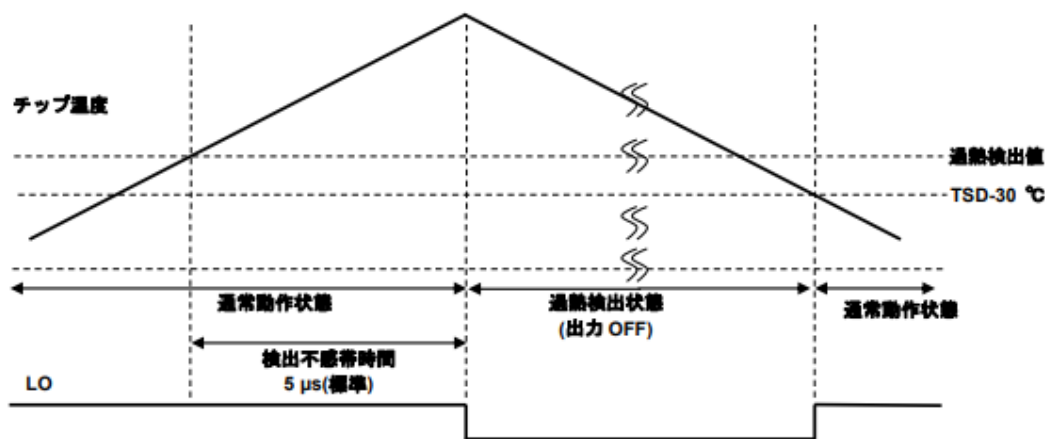 チップ温度
過熱検出値
TSD-30 ℃
通常動作状態
過熱検出状態
(出力 OFF)
通常動作状態
検出不感帯時間
5 μs(標準)
LO